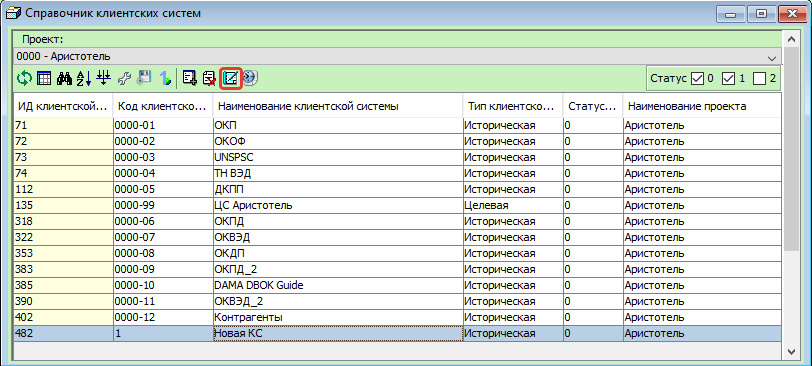 Справочник клиентских систем
Проект:
0000 - Аристотель
Статус 0 1 2
ИД клиентской... Код клиентско... Наименование клиентской системы Тип клиентско... Статус... Наименование проекта
71 0000-01 ОКП Историческая 0 Аристотель
72 0000-02 ОКОФ Историческая 0 Аристотель
73 0000-03 UNSPSC Историческая 0 Аристотель
74 0000-04 ТН ВЭД Историческая 0 Аристотель
112 0000-05 ДКПП Историческая 0 Аристотель
135 0000-99 ЦС Аристотель Целевая 0 Аристотель
318 0000-06 ОКПД Историческая 0 Аристотель
322 0000-07 ОКВЭД Историческая 0 Аристотель
353 0000-08 ОКДП Историческая 0 Аристотель
383 0000-09 ОКПД_2 Историческая 0 Аристотель
385 0000-10 DAMA DBOK Guide Историческая 0 Аристотель
390 0000-11 ОКВЭД_2 Историческая 0 Аристотель
402 0000-12 Контрагенты Историческая 0 Аристотель
482 1 Новая КС Историческая 0 Аристотель